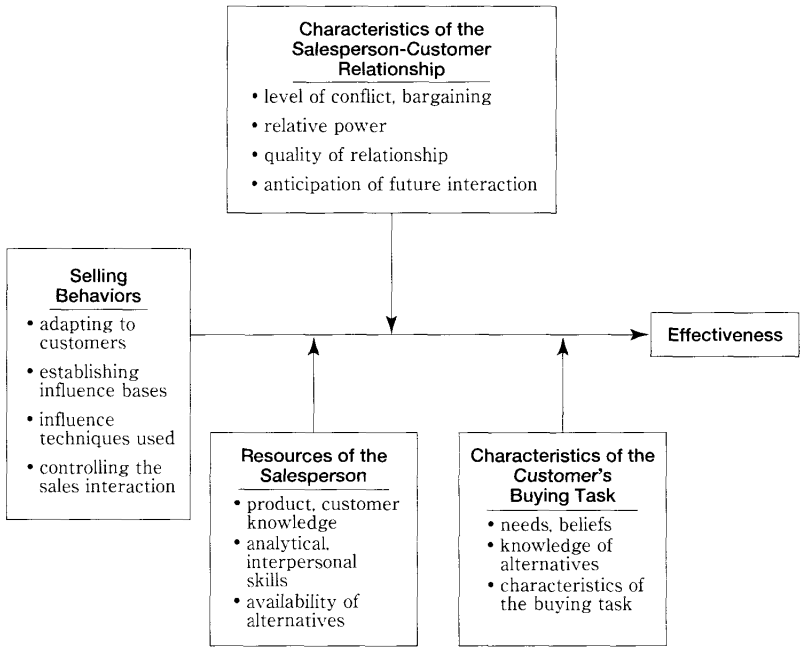 Characteristics of the
Salesperson-Customer
Relationship
• level of conflict, bargaining
• relative power
• quality of relationship
• anticipation of future interaction
Selling
Behaviors
• adapting to
customers
• establishing
influence bases
• influence
techniques used
• controlling the
sales interaction
Effectiveness
Resources of the
Salesperson
• product, customer
knowledge
• analytical,
interpersonal
skills
• availability of
alternatives
Characteristics of the
Customer's
Buying Task
• needs, beliefs
• knowledge of
alternatives
• characteristics of
the buying task